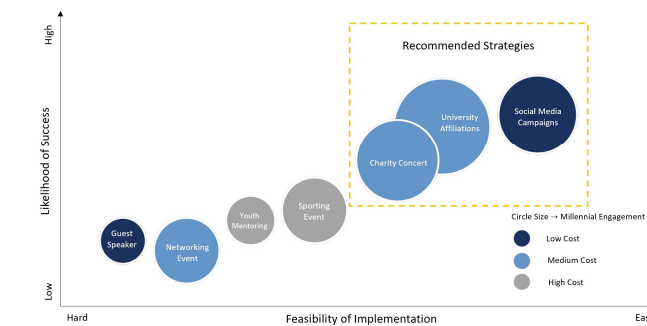 High
Likelihood of Success
Low
Recommended Strategies
University
Affiliations
Social Media
Campaigns
Charity Concert
Sporting
Event
Youth
Mentoring
Guest
Speaker
Networking
Event
Circle Size → Millennial Engagement
Low Cost
Medium Cost
High Cost
Hard
Feasibility of Implementation
Eas